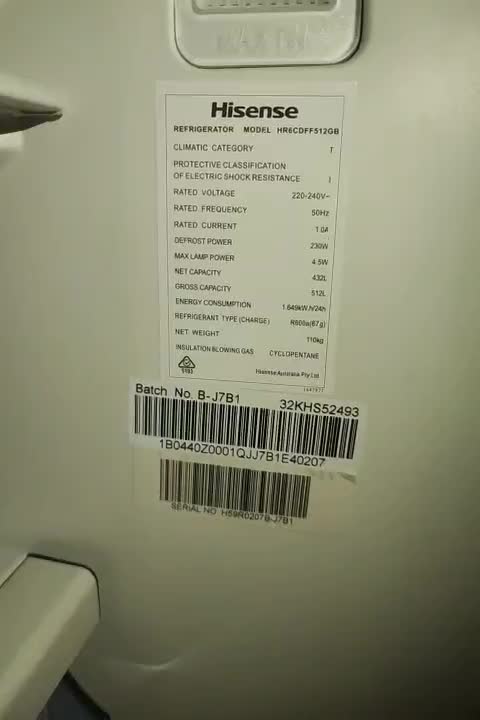 Hisense
REFRIGERATOR MODEL HR6CDFF512GB
CLIMATIC CATEGORY T
PROTECTIVE CLASSIFICATION
OF ELECTRIC SHOCK RESISTANCE I
RATED VOLTAGE 220-240V~
RATED FREQUENCY 50Hz
RATED CURRENT 1.0A
DEFROST POWER 230W
MAX LAMP POWER 4.5W
NET CAPACITY 432L
GROSS CAPACITY 512L
ENERGY CONSUMPTION 1.649kW.h/24h
REFRIGERANT TYPE (CHARGE) R600a(67g)
NET WEIGHT 110kg
INSULATION BLOWING GAS CYCLOPENTANE
Hisense Australia Pty Ltd
Batch No. B-J7B1 32KHS52493
1B0440Z0001QJJ7B1E40207
SERIAL NO H59R0207B-J7B1